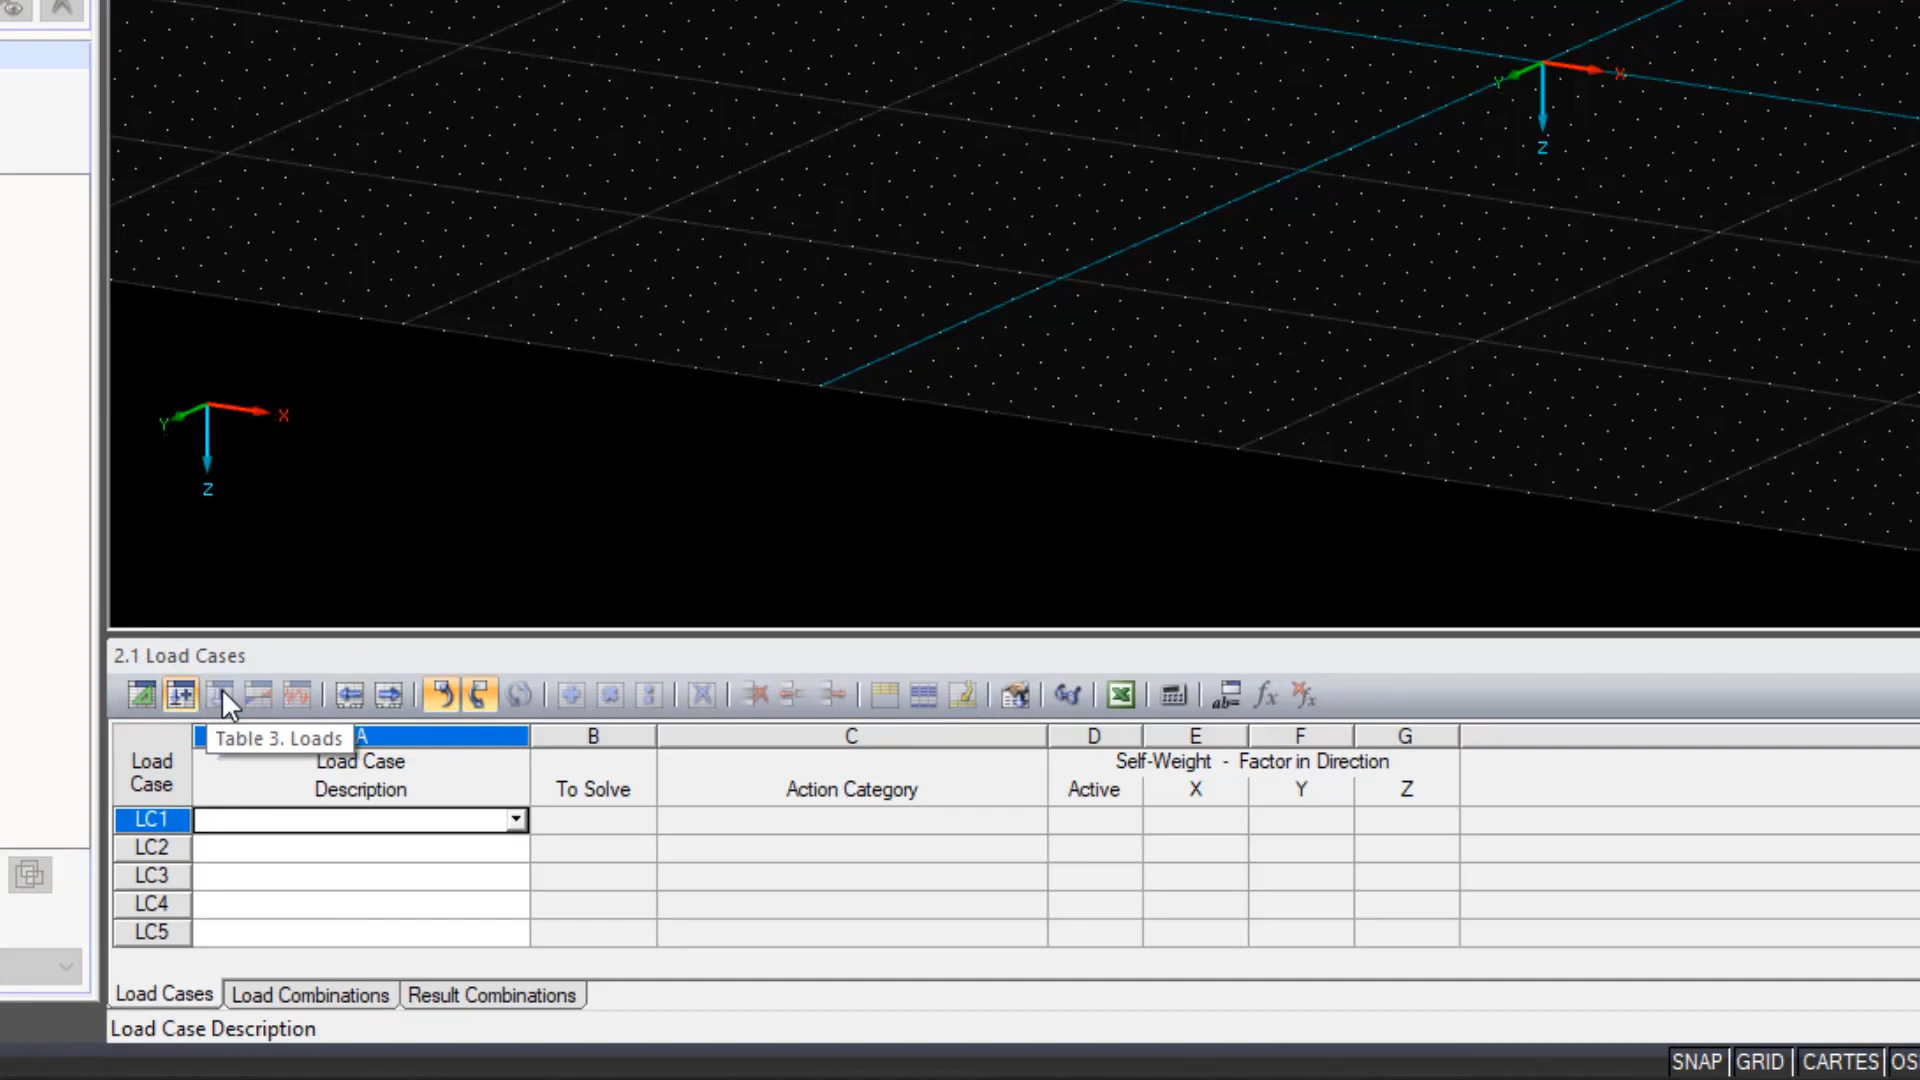 Y X
Z
Y X
Z
2.1 Load Cases
Table 3. Loads
A B C D E F G
Load Case
Load Case Description
To Solve
Action Category
Self-Weight - Factor in Direction
Active X Y Z
LC1
LC2
LC3
LC4
LC5
Load Cases Load Combinations Result Combinations
Load Case Description
SNAP GRID CARTES OS